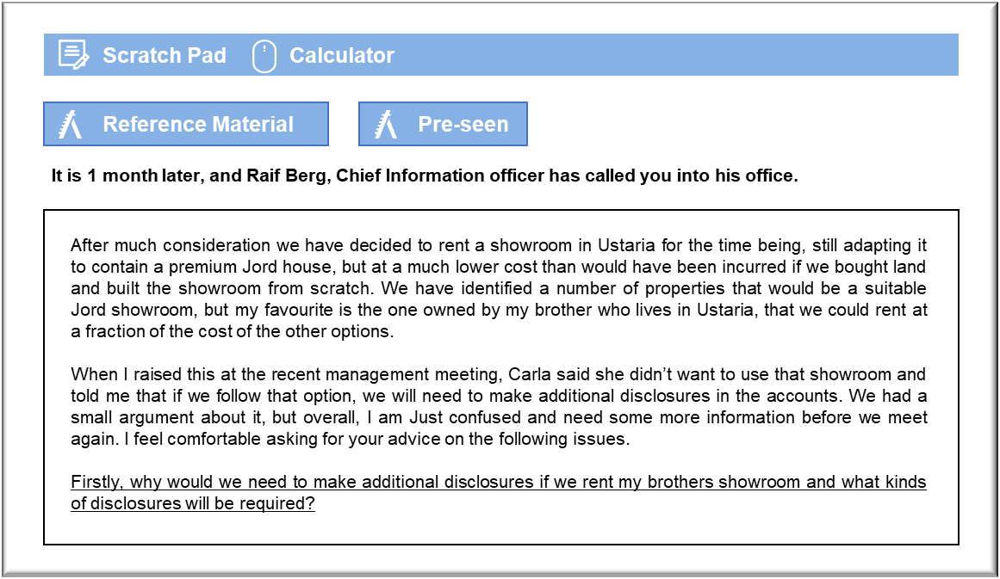 Scratch Pad Calculator
Reference Material Pre-seen
It is 1 month later, and Raif Berg, Chief Information officer has called you into his office.
After much consideration we have decided to rent a showroom in Ustaria for the time being, still adapting it
to contain a premium Jord house, but at a much lower cost than would have been incurred if we bought land
and built the showroom from scratch. We have identified a number of properties that would be a suitable
Jord showroom, but my favourite is the one owned by my brother who lives in Ustaria, that we could rent at
a fraction of the cost of the other options.
When I raised this at the recent management meeting, Carla said she didn’t want to use that showroom and
told me that if we follow that option, we will need to make additional disclosures in the accounts. We had a
small argument about it, but overall, I am Just confused and need some more information before we meet
again. I feel comfortable asking for your advice on the following issues.
Firstly, why would we need to make additional disclosures if we rent my brothers showroom and what kinds
of disclosures will be required?